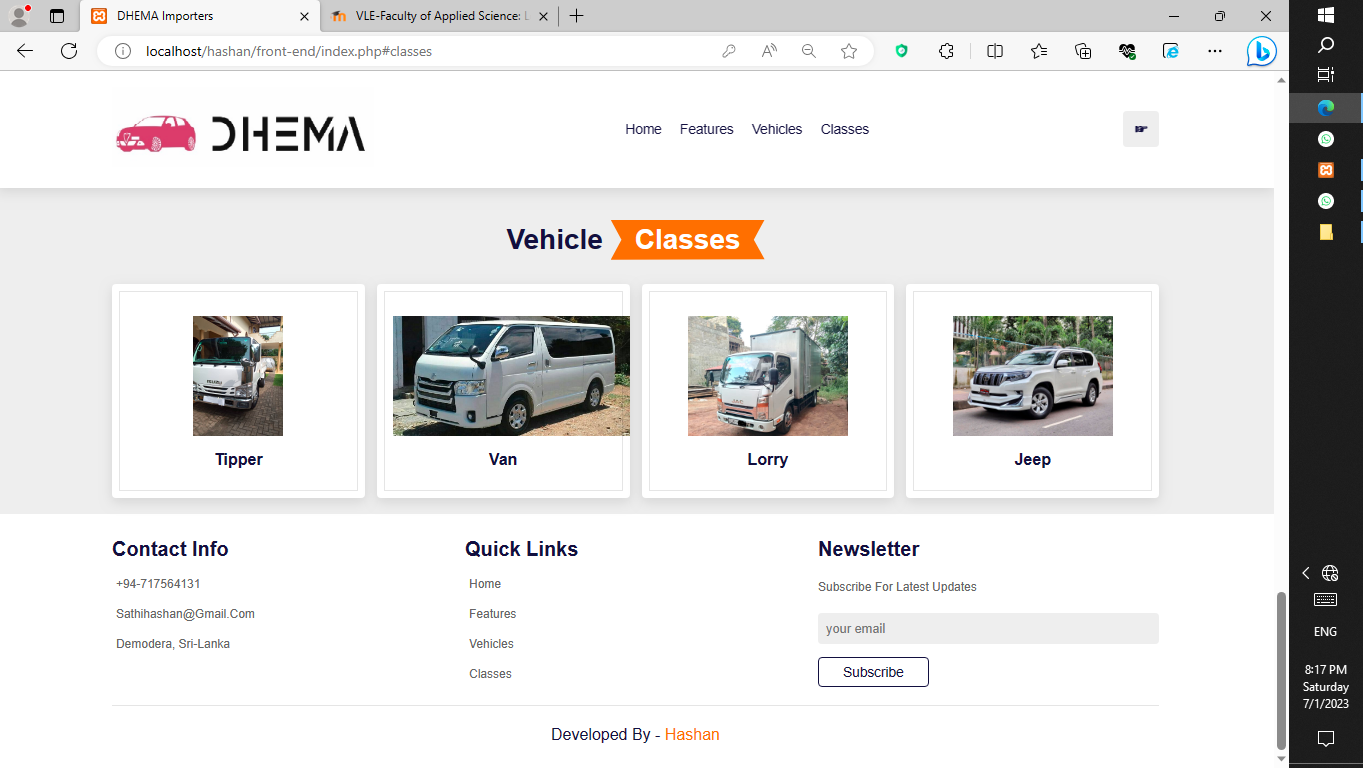 DHEMA Importers
VLE-Faculty of Applied Science: L
localhost/hashan/front-end/index.php#classes
DHEMA
Home Features Vehicles Classes
Vehicle Classes
ISUZU
Tipper Van Lorry Jeep
Contact Info Quick Links Newsletter
+94-717564131 Home Subscribe For Latest Updates
Sathihashan@Gmail.Com Features your email
Demodera, Sri-Lanka Vehicles
Classes Subscribe
Developed By - Hashan
ENG
8:17 PM
Saturday
7/1/2023